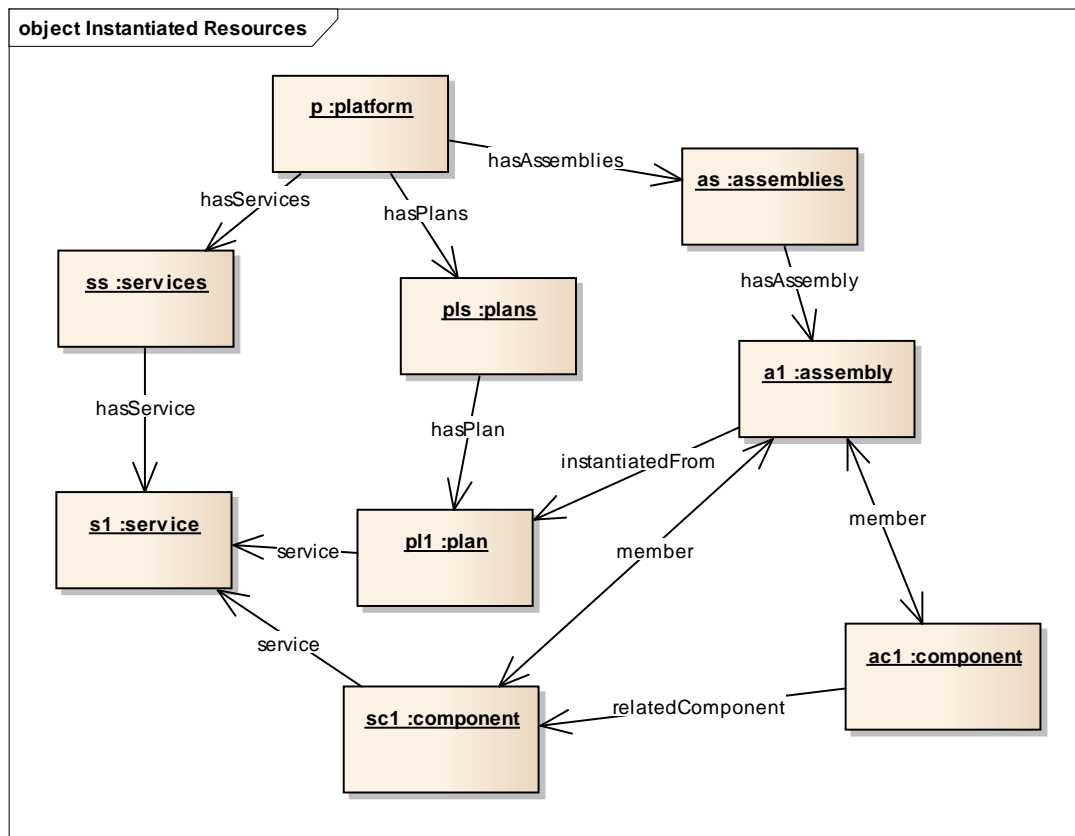 object Instantiated Resources
p :platform
hasAssemblies
as :assemblies
hasServices
hasPlans
ss :services
pls :plans
hasAssembly
a1 :assembly
hasService
hasPlan
instantiatedFrom
s1 :service
pl1 :plan
service
member
member
service
ac1 :component
sc1 :component
relatedComponent